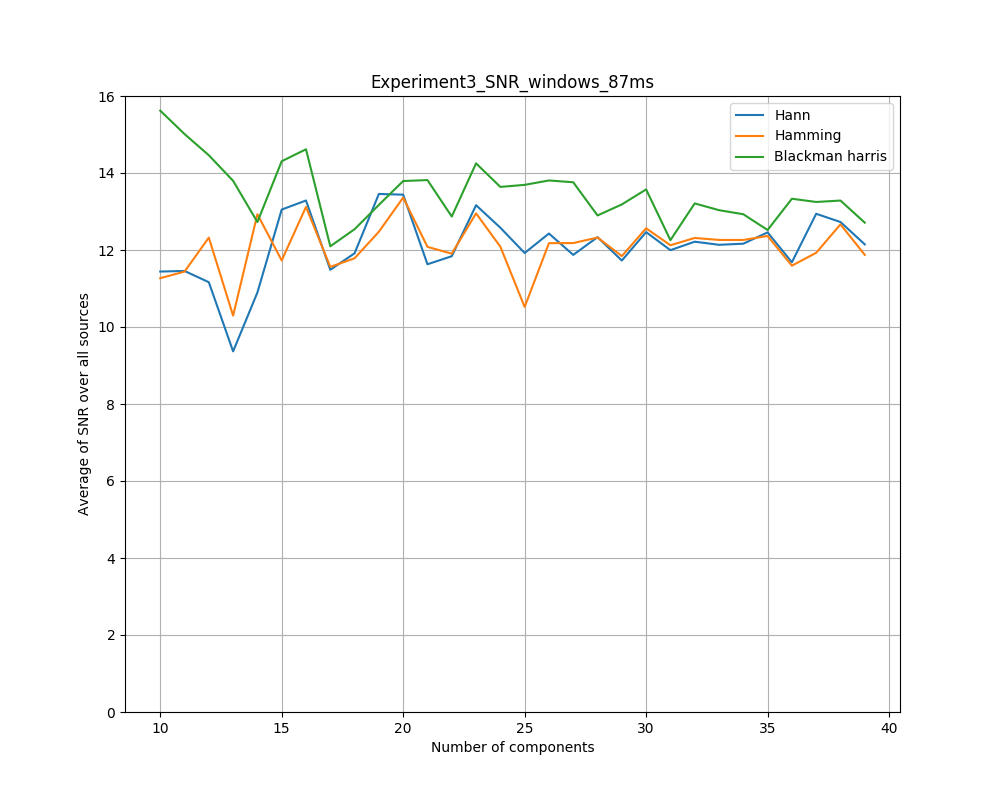 Experiment3_SNR_windows_87ms
Hann
Hamming
Blackman harris
16
14
12
10
8
6
4
2
0
Average of SNR over all sources
10 15 20 25 30 35 40
Number of components